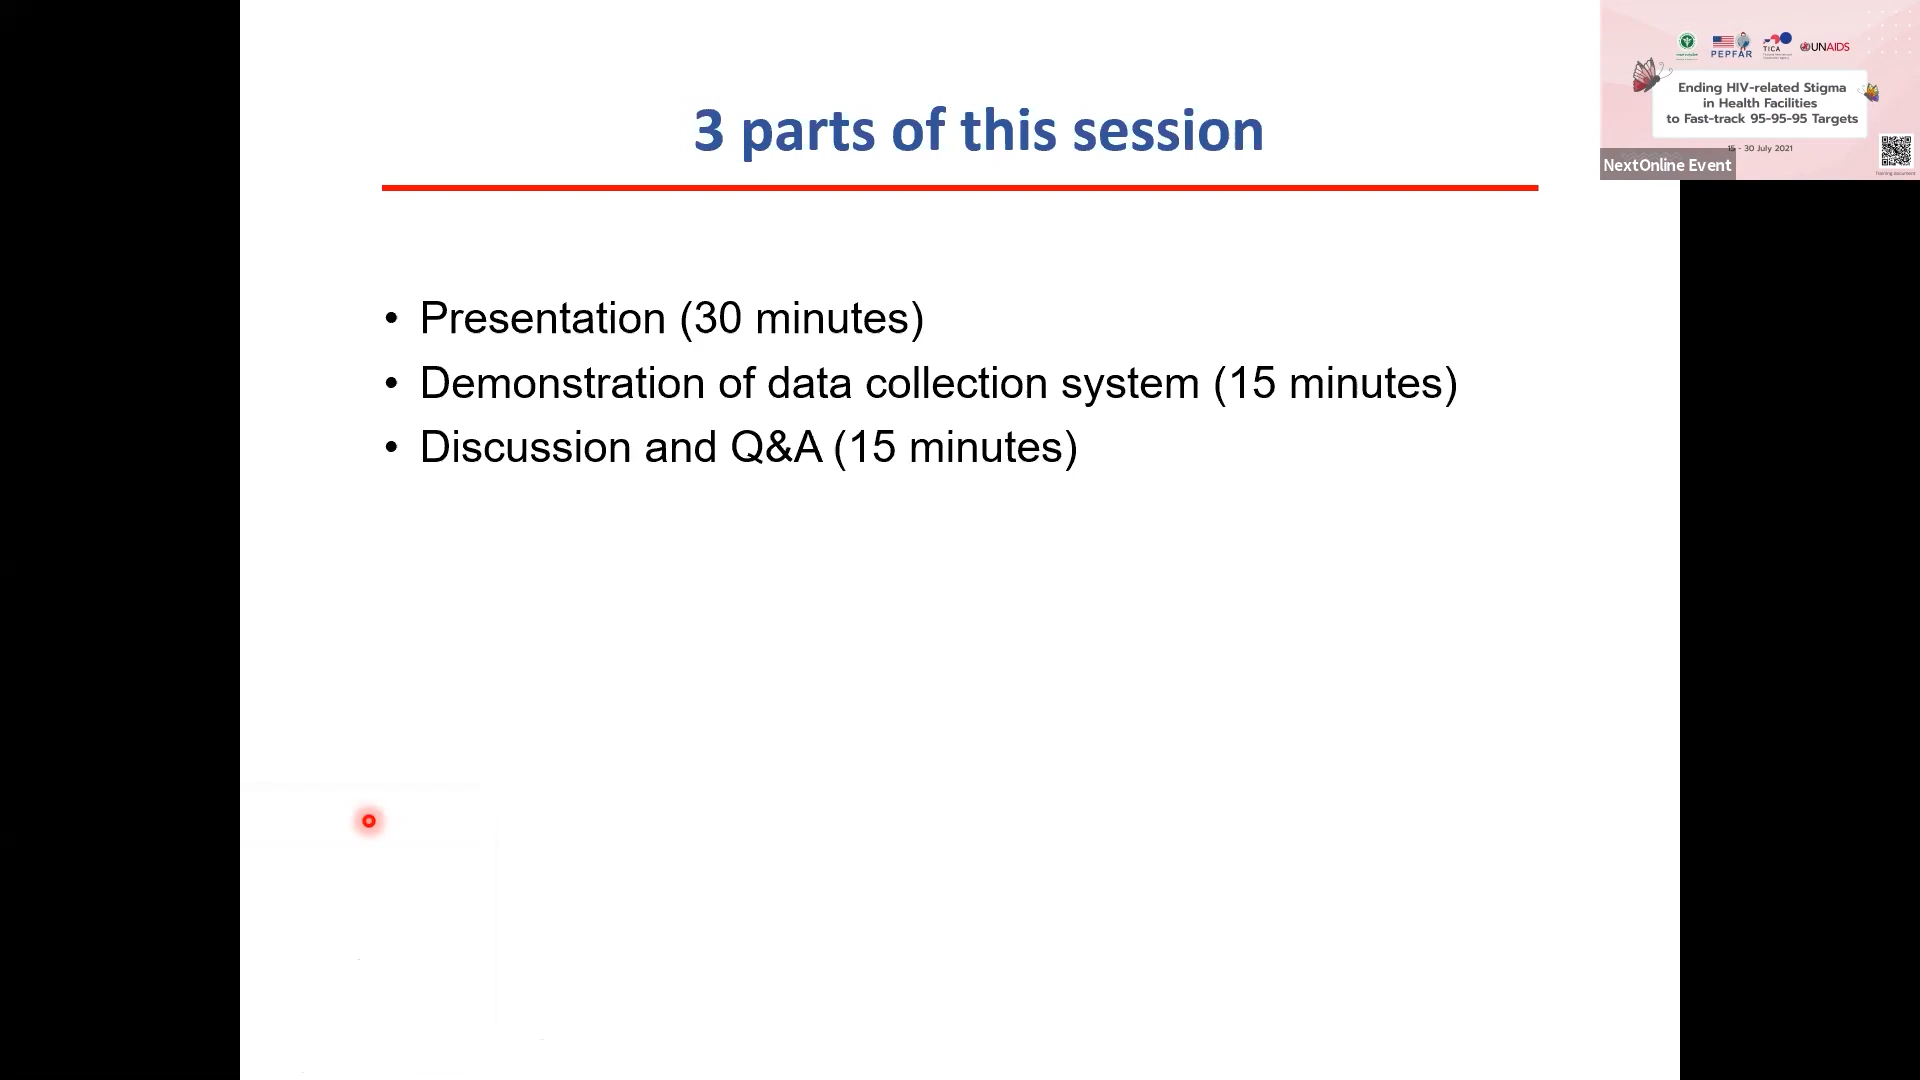 3 parts of this session
• Presentation (30 minutes)
• Demonstration of data collection system (15 minutes)
• Discussion and Q&A (15 minutes)
PEPFAR
TICA
UNAIDS
Ending HIV-related Stigma
in Health Facilities
to Fast-track 95-95-95 Targets
15 - 30 July 2021
NextOnline Event
Training document